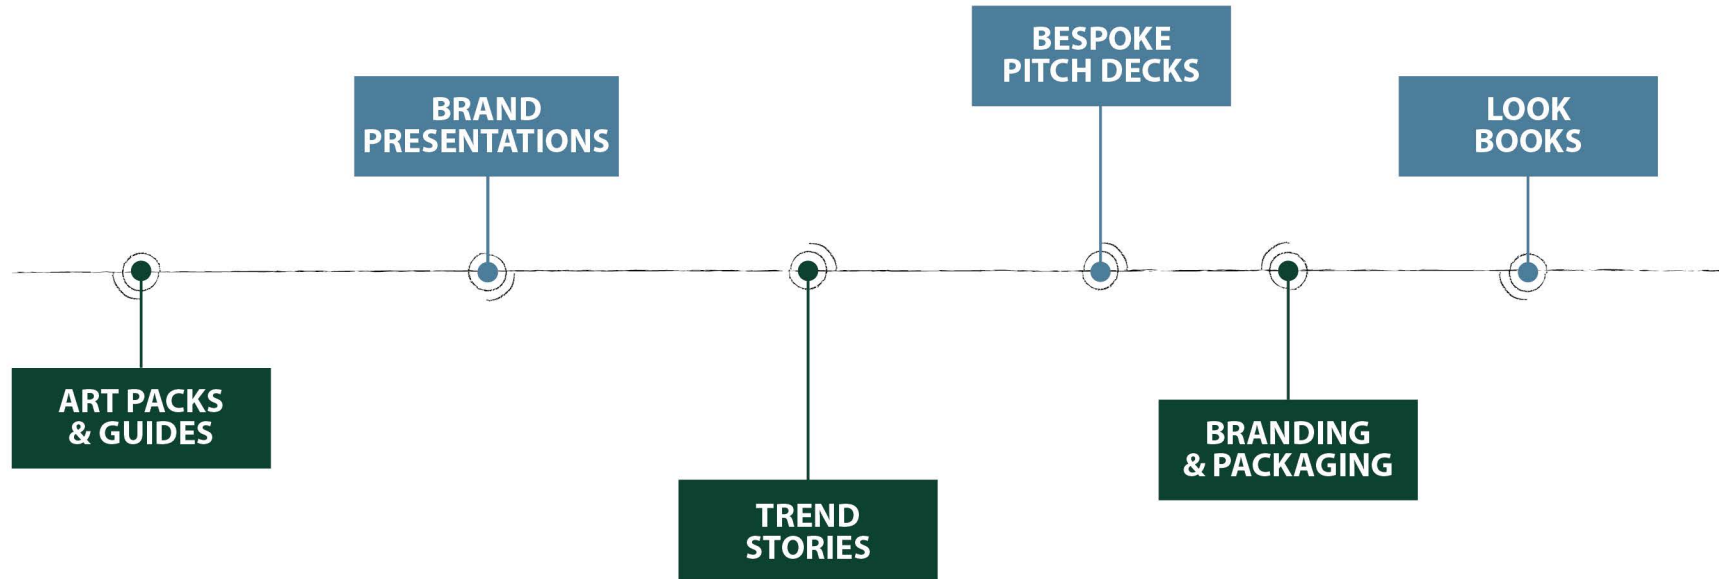 ART PACKS
& GUIDES
BRAND
PRESENTATIONS
TREND
STORIES
BESPOKE
PITCH DECKS
BRANDING
& PACKAGING
LOOK
BOOKS